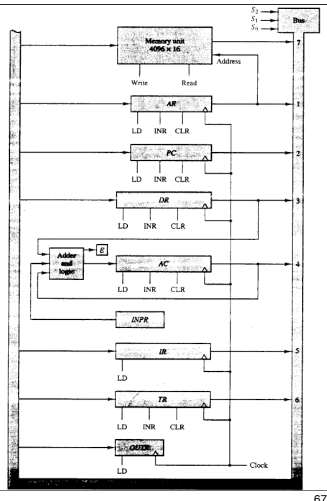 S₂
S₁
S₀
Bus
Memory unit
4096 × 16
7
Address
Write Read
AR
1
LD INR CLR
PC
2
LD INR CLR
DR
3
LD INR CLR
E
Adder
and
logic
AC
4
LD INR CLR
INPR
IR
5
LD
TR
6
LD INR CLR
OUTR
LD
Clock
67